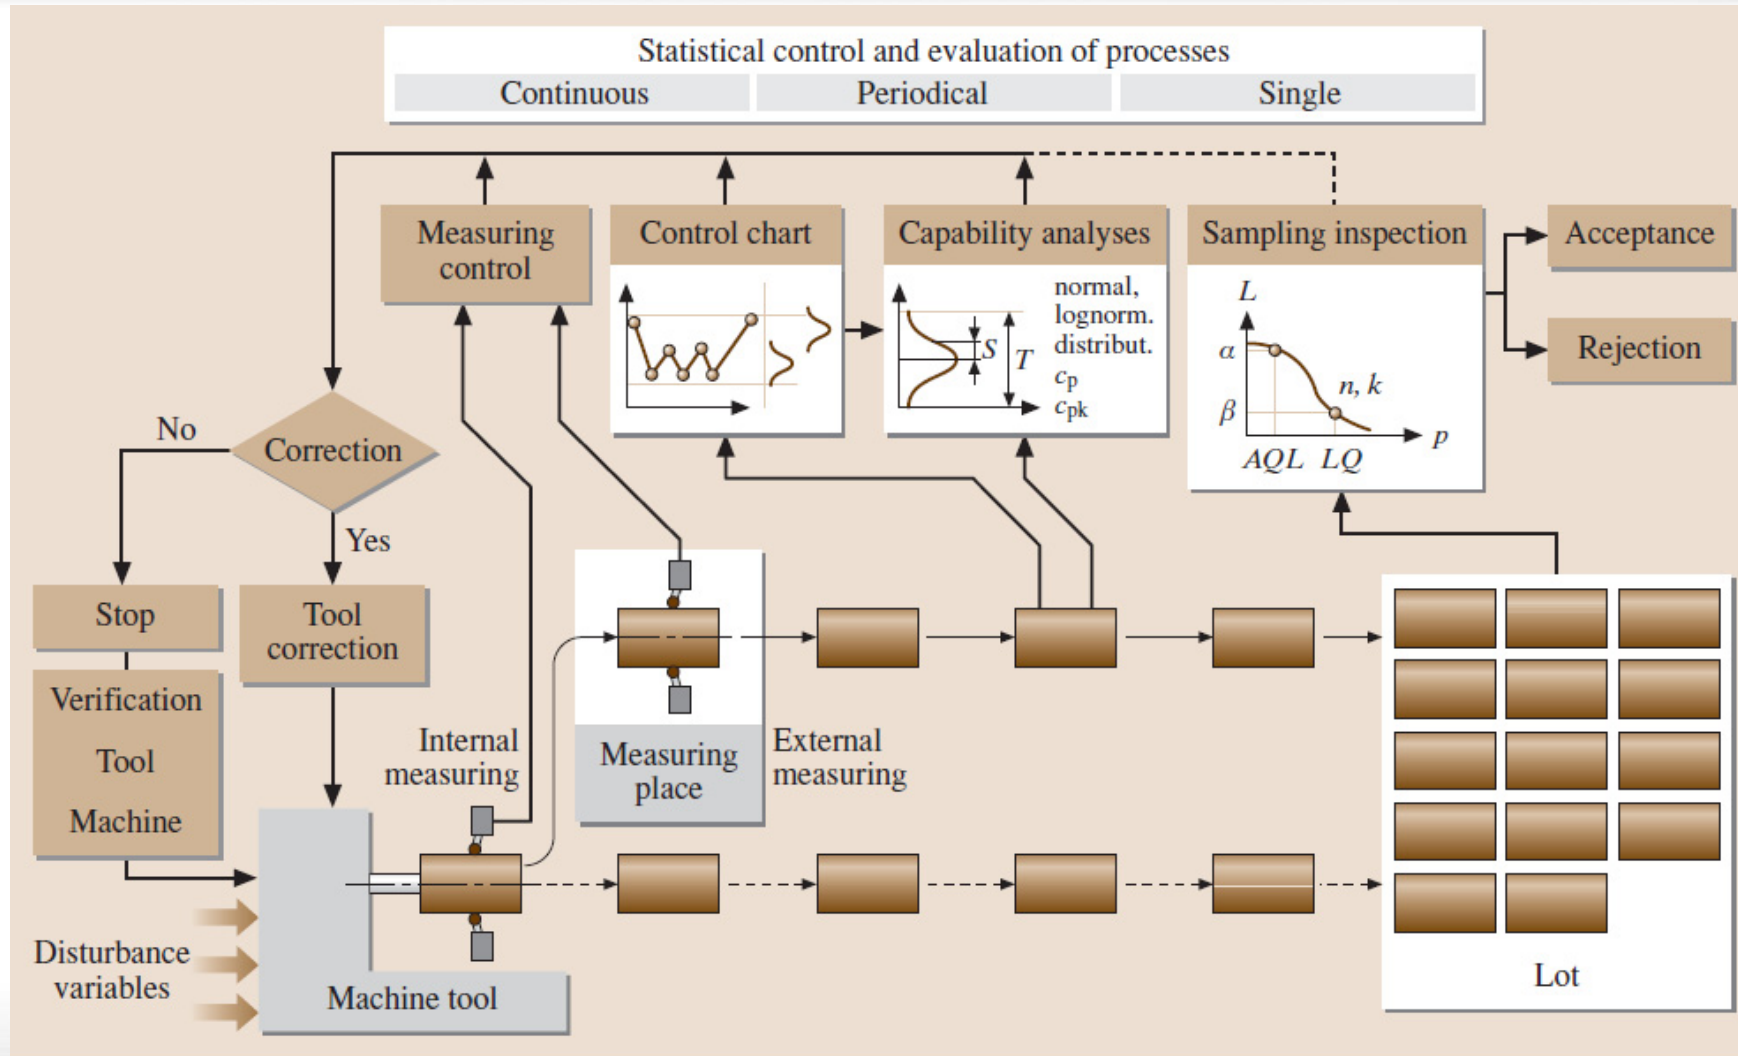 Statistical control and evaluation of processes
Continuous
Periodical
Single
Measuring
control
Control chart
Capability analyses
normal,
lognorm.
distribut.
cp
cpk
S
T
Sampling inspection
L
α
β
n, k
p
AQL LQ
Acceptance
Rejection
No
Correction
Yes
Stop
Tool
correction
Verification
Tool
Machine
Internal
measuring
Measuring
place
External
measuring
Disturbance
variables
Machine tool
Lot